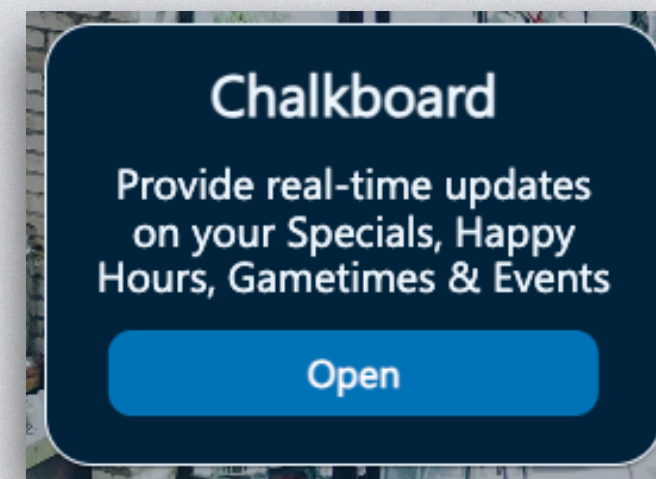 Chalkboard
Provide real-time updates
on your Specials, Happy
Hours, Gametimes & Events
Open